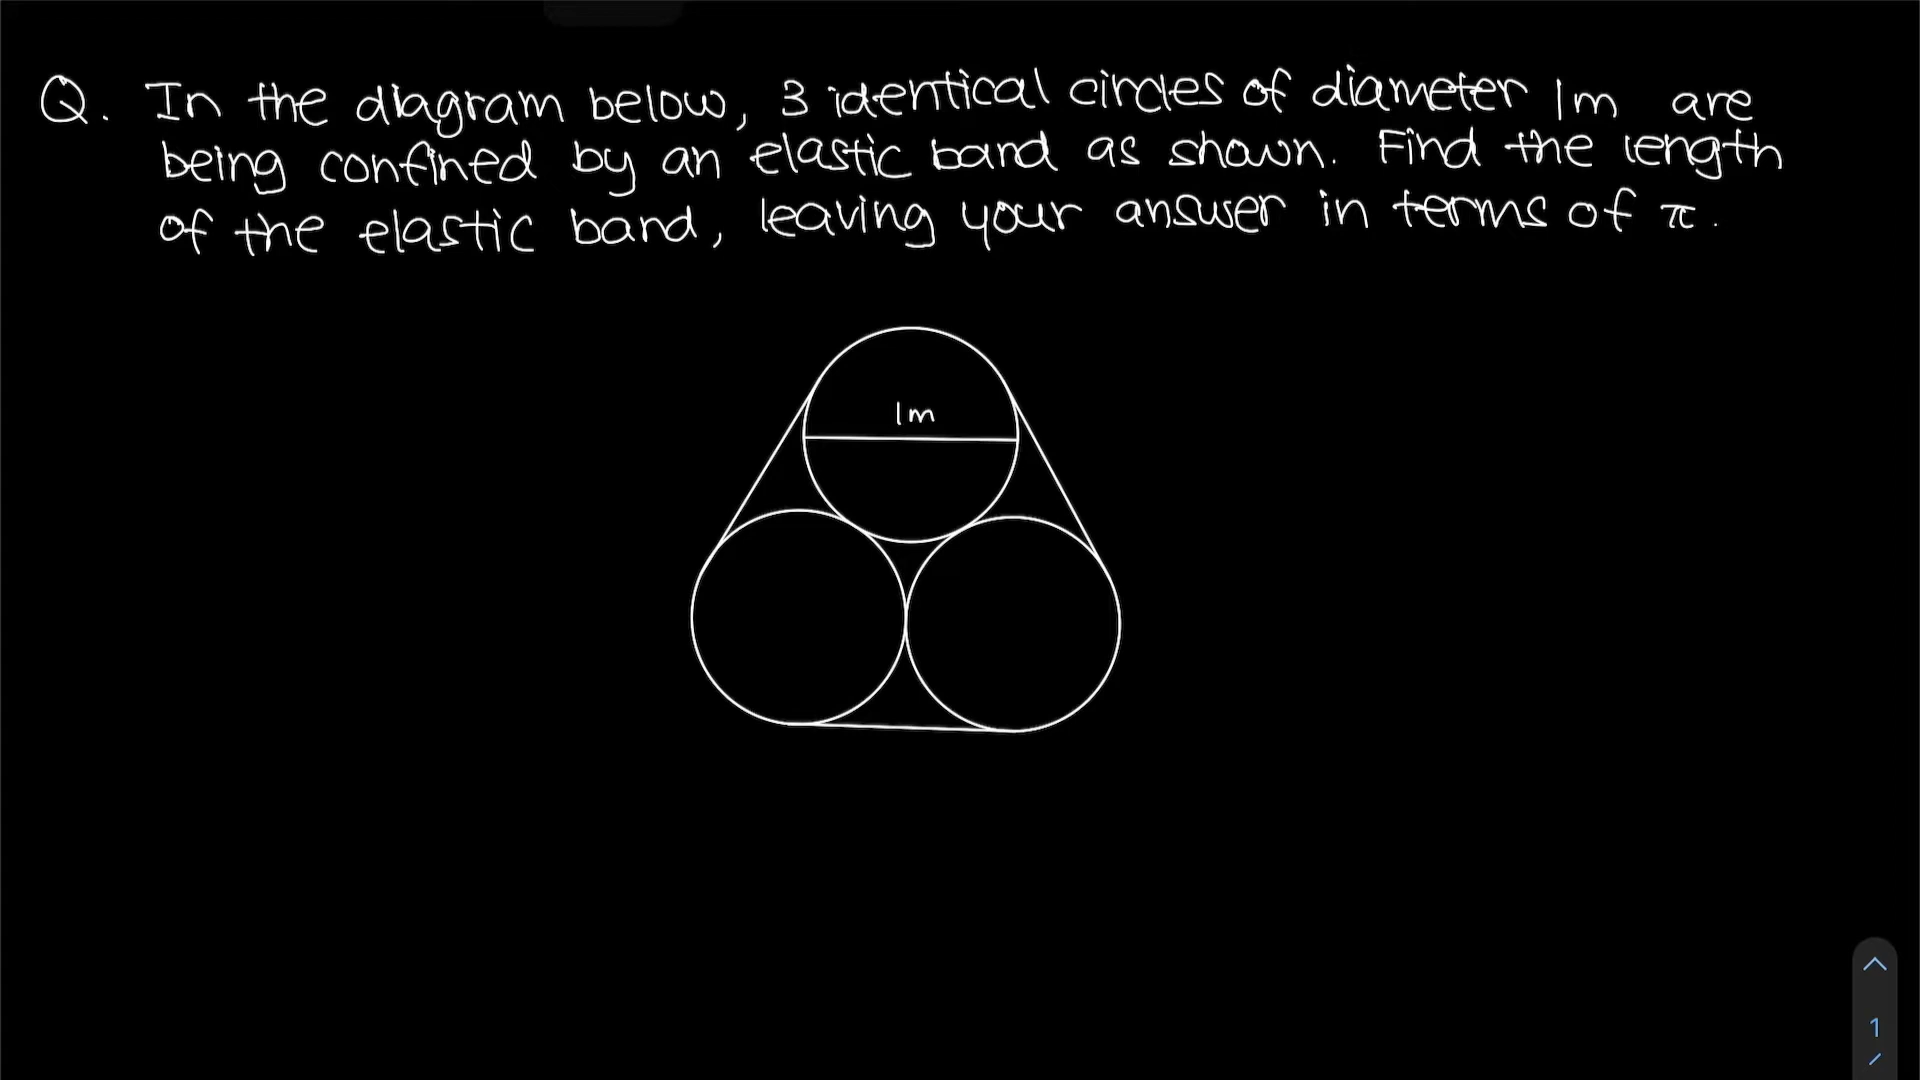 Q. In the diagram below, 3 identical circles of diameter 1m are
being confined by an elastic band as shown. Find the length
of the elastic band, leaving your answer in terms of π.
1m
1